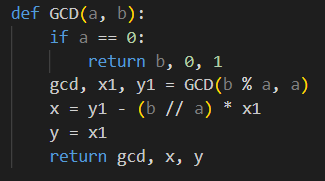 def GCD(a, b):
    if a == 0:
        return b, 0, 1
    gcd, x1, y1 = GCD(b % a, a)
    x = y1 - (b // a) * x1
    y = x1
    return gcd, x, y